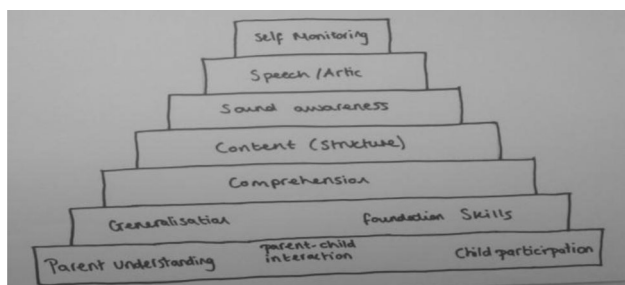 Self Monitoring
Speech/Artic
Sound awareness
Content (Structure)
Comprehension
Generalisation foundation Skills
Parent understanding parent-child interaction Child participation